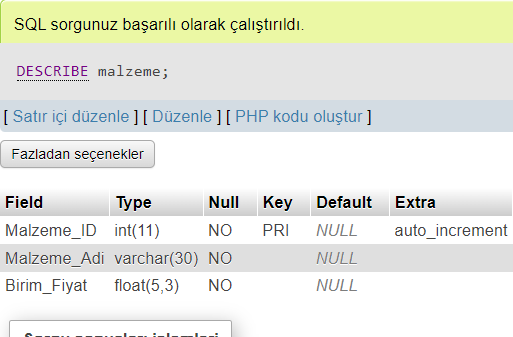 SQL sorgunuz başarılı olarak çalıştırıldı.
DESCRIBE malzeme;
[ Satır içi düzenle ] [ Düzenle ] [ PHP kodu oluştur ]
Fazladan seçenekler
Field Type Null Key Default Extra
Malzeme_ID int(11) NO PRI NULL auto_increment
Malzeme_Adi varchar(30) NO NULL
Birim_Fiyat float(5,3) NO NULL